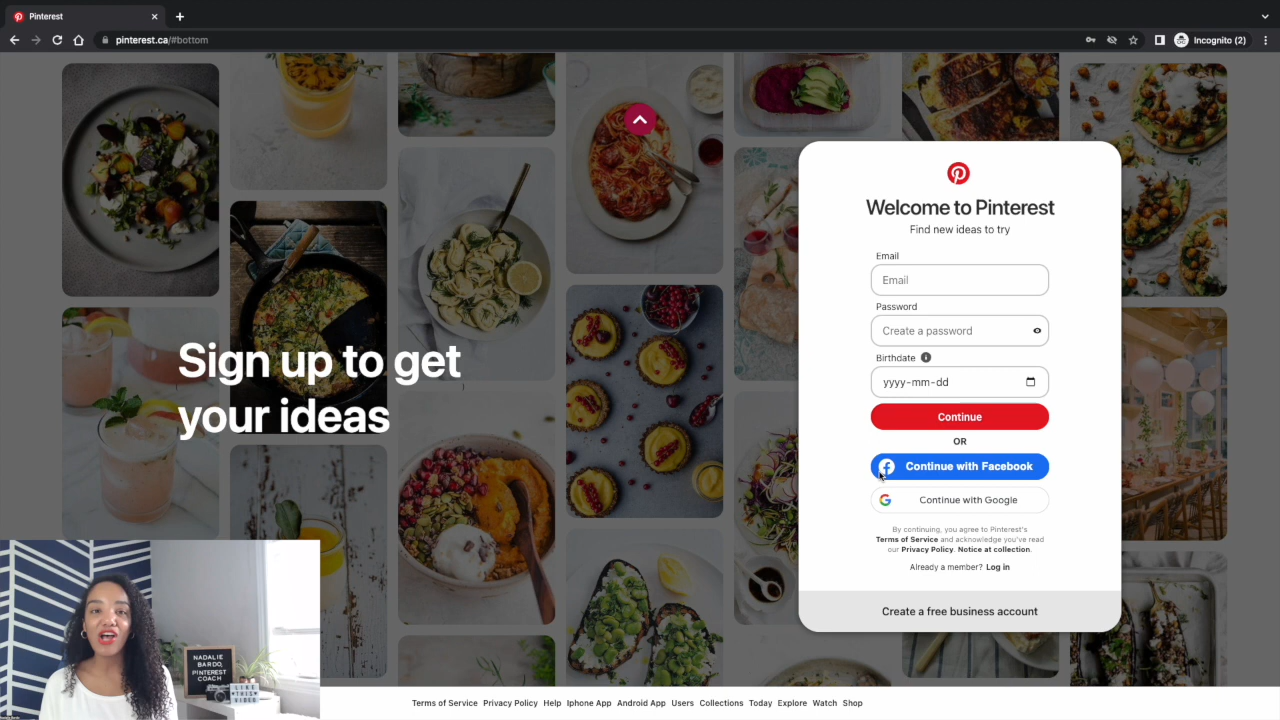 Pinterest
pinterest.ca/#bottom
Incognito (2)
Welcome to Pinterest
Find new ideas to try
Email
Email
Password
Create a password
Birthdate
yyyy-mm-dd
Continue
OR
Continue with Facebook
Continue with Google
By continuing, you agree to Pinterest's
Terms of Service and acknowledge you've read
our Privacy Policy. Notice at collection.
Already a member? Log in
Create a free business account
Sign up to get
your ideas
NADALIE
BARDO,
PINTEREST
COACH
LIKE
THIS
VIDEO
Terms of Service Privacy Policy Help Iphone App Android App Users Collections Today Explore Watch Shop